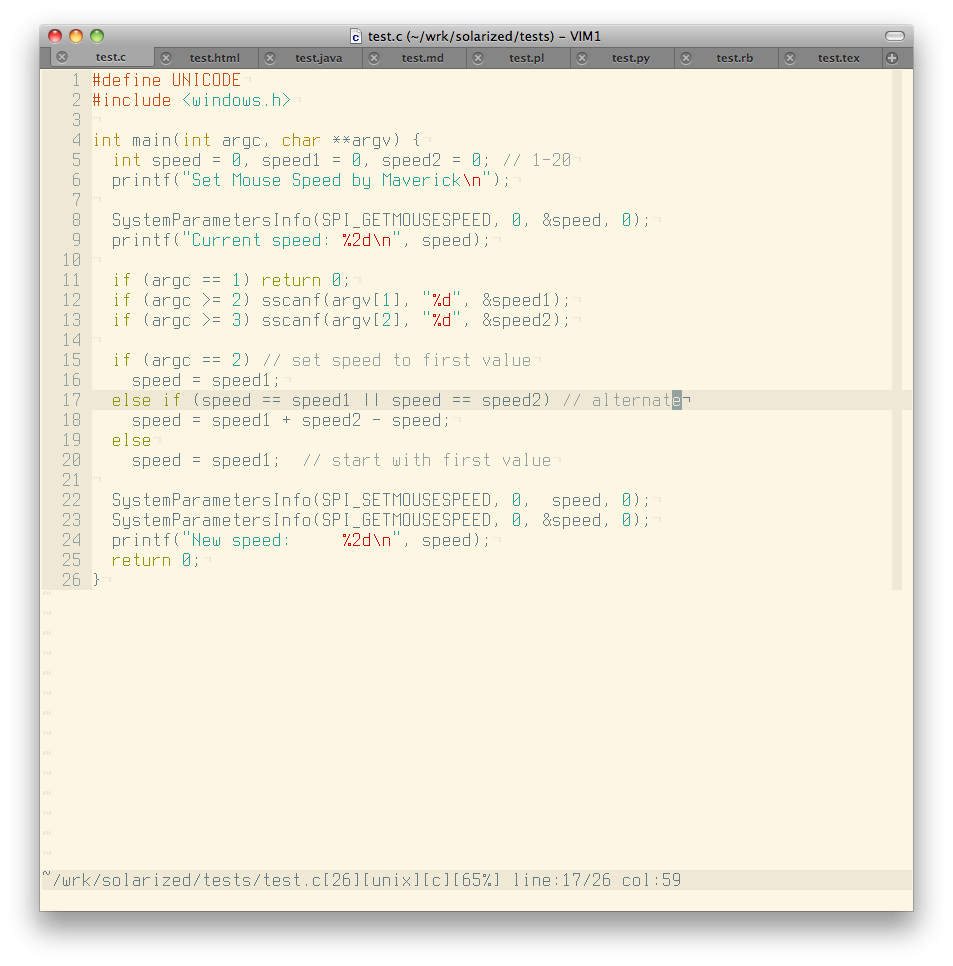 test.c (~/wrk/solarized/tests) – VIM1
test.c test.html test.java test.md test.pl test.py test.rb test.tex
1 #define UNICODE¬
2 #include <windows.h>¬
3 ¬
4 int main(int argc, char **argv) {¬
5   int speed = 0, speed1 = 0, speed2 = 0; // 1-20¬
6   printf("Set Mouse Speed by Maverick\n");¬
7 ¬
8   SystemParametersInfo(SPI_GETMOUSESPEED, 0, &speed, 0);¬
9   printf("Current speed: %2d\n", speed);¬
10 ¬
11   if (argc == 1) return 0;¬
12   if (argc >= 2) sscanf(argv[1], "%d", &speed1);¬
13   if (argc >= 3) sscanf(argv[2], "%d", &speed2);¬
14 ¬
15   if (argc == 2) // set speed to first value¬
16     speed = speed1;¬
17   else if (speed == speed1 || speed == speed2) // alternate¬
18     speed = speed1 + speed2 - speed;¬
19   else¬
20     speed = speed1;  // start with first value¬
21 ¬
22   SystemParametersInfo(SPI_SETMOUSESPEED, 0,  speed, 0);¬
23   SystemParametersInfo(SPI_GETMOUSESPEED, 0, &speed, 0);¬
24   printf("New speed:     %2d\n", speed);¬
25   return 0;¬
26 }¬
~
~
~
~
~
~
~
~
~
~
~
~
~
~
~/wrk/solarized/tests/test.c[26][unix][c][65%] line:17/26 col:59